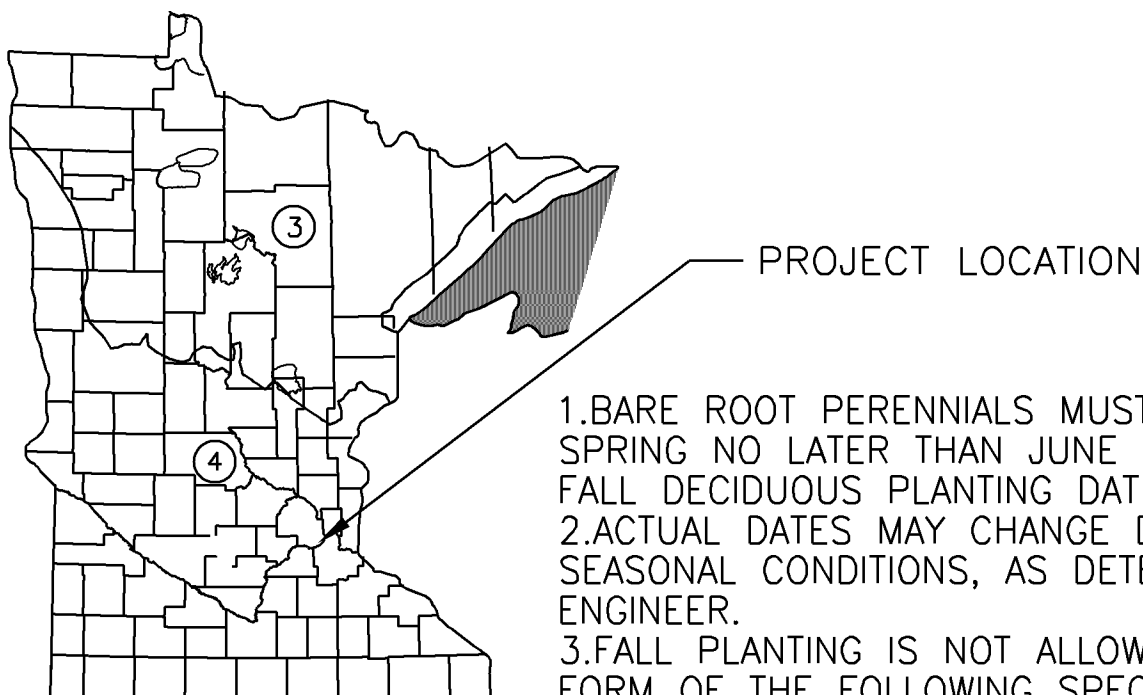 3
PROJECT LOCATION
4
1.BARE ROOT PERENNIALS MUST
SPRING NO LATER THAN JUNE
FALL DECIDUOUS PLANTING DAT
2.ACTUAL DATES MAY CHANGE D
SEASONAL CONDITIONS, AS DETE
ENGINEER.
3.FALL PLANTING IS NOT ALLOW
FORM OF THE FOLLOWING SPEC